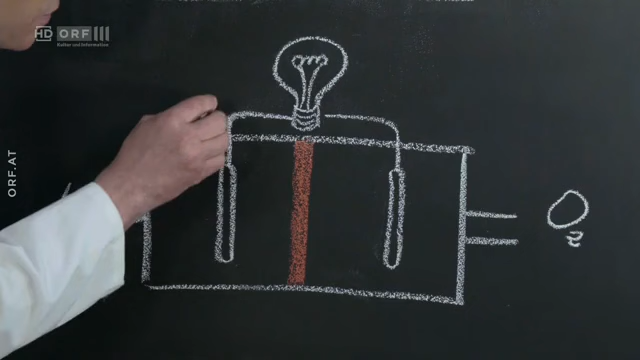 HD ORF III
Kultur und Information
ORF.AT
O₂